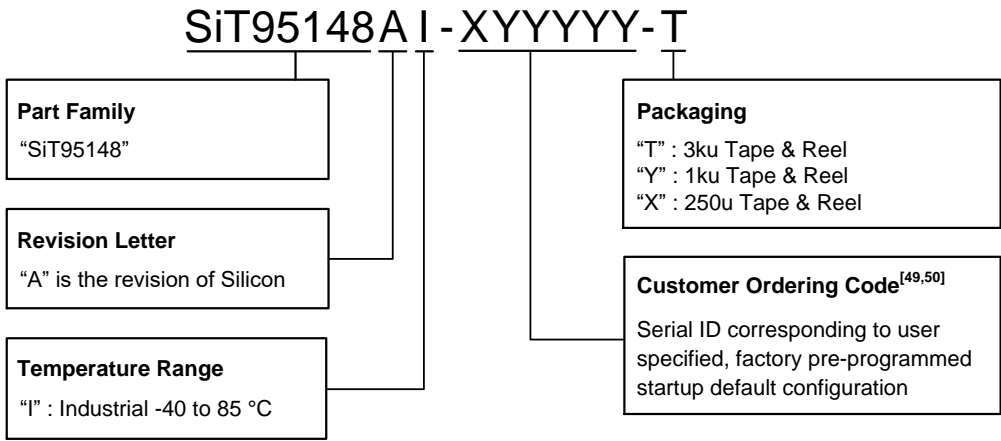 SiT95148AI-XYYYYY-T
Part Family
“SiT95148”
Revision Letter
“A” is the revision of Silicon
Temperature Range
“I” : Industrial -40 to 85 °C
Packaging
“T” : 3ku Tape & Reel
“Y” : 1ku Tape & Reel
“X” : 250u Tape & Reel
Customer Ordering Code[49,50]
Serial ID corresponding to user
specified, factory pre-programmed
startup default configuration